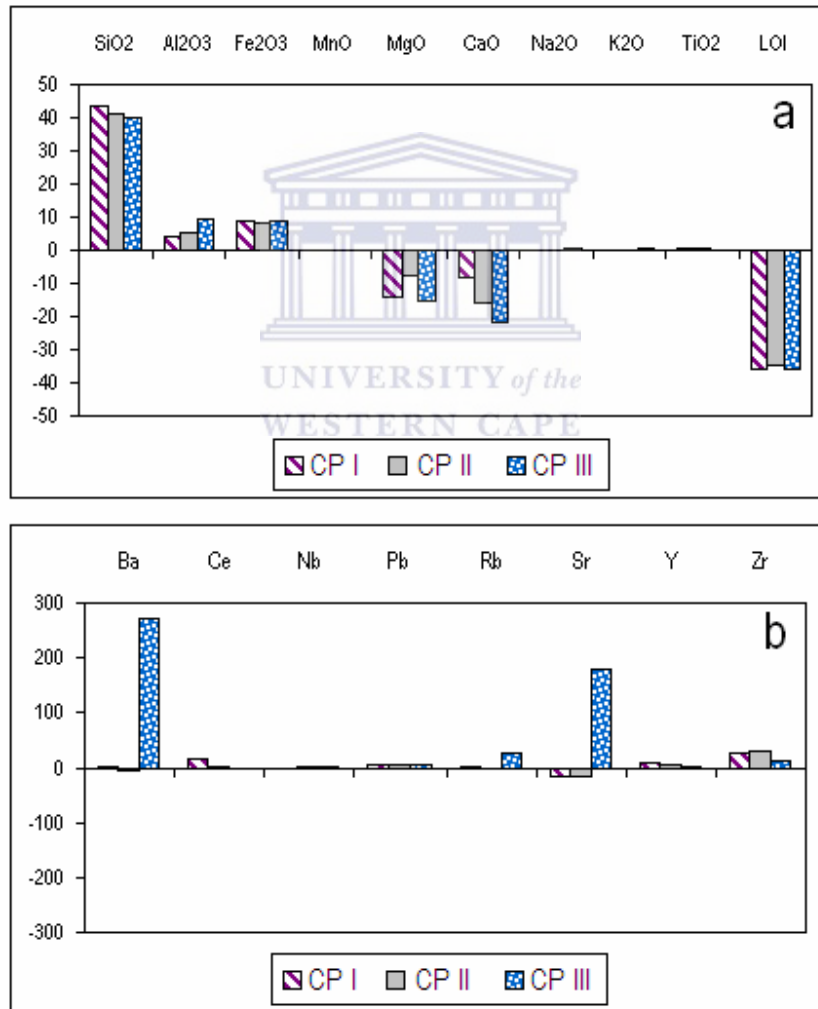 SiO2 Al2O3 Fe2O3 MnO MgO CaO Na2O K2O TiO2 LOI
50
40
30
20
10
0
-10
-20
-30
-40
-50
a
UNIVERSITY of the
WESTERN CAPE
CP I CP II CP III
Ba Ce Nb Pb Rb Sr Y Zr
300
200
100
0
-100
-200
-300
b
CP I CP II CP III